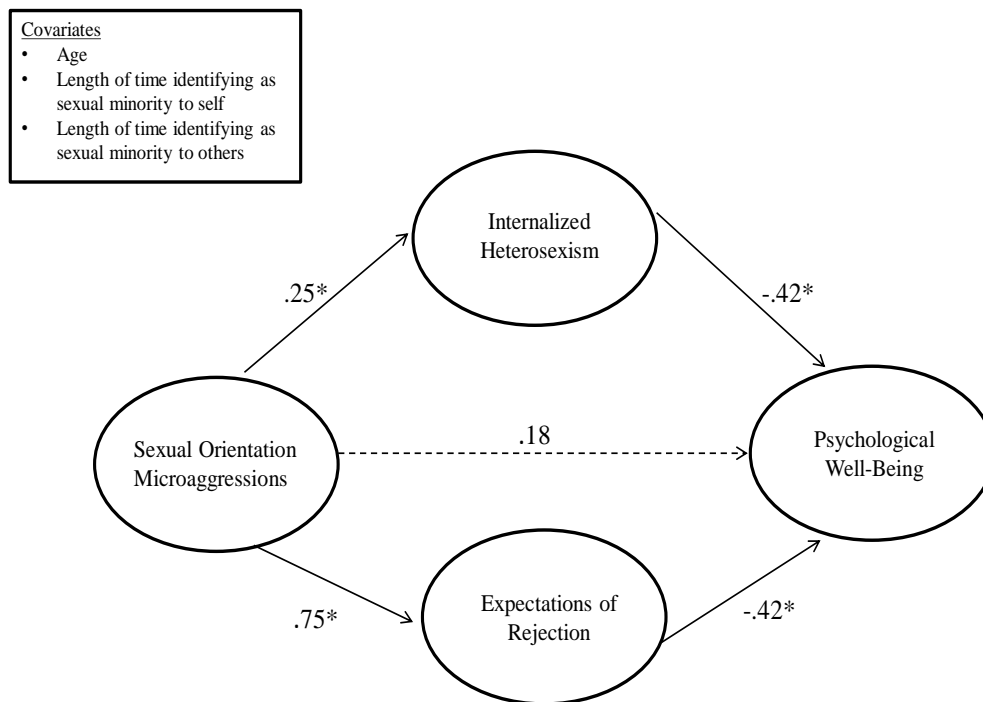 Covariates
• Age
• Length of time identifying as
sexual minority to self
• Length of time identifying as
sexual minority to others
Internalized
Heterosexism
.25*
-.42*
Sexual Orientation
Microaggressions
.18
Psychological
Well-Being
.75*
Expectations of
Rejection
-.42*